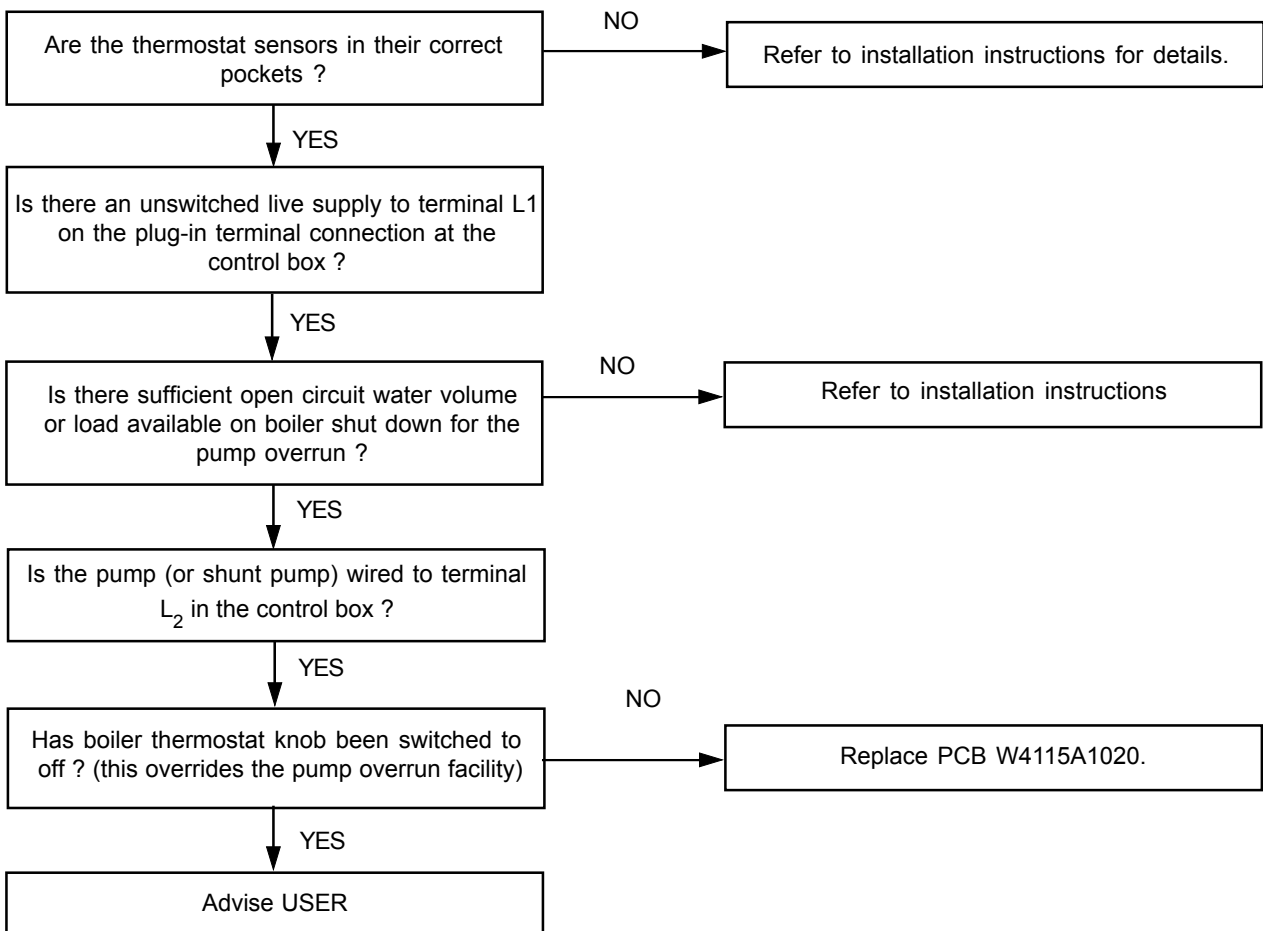 Are the thermostat sensors in their correct
pockets ?
NO
Refer to installation instructions for details.
YES
Is there an unswitched live supply to terminal L1
on the plug-in terminal connection at the
control box ?
YES
Is there sufficient open circuit water volume
or load available on boiler shut down for the
pump overrun ?
NO
Refer to installation instructions
YES
Is the pump (or shunt pump) wired to terminal
L2 in the control box ?
YES
Has boiler thermostat knob been switched to
off ? (this overrides the pump overrun facility)
NO
Replace PCB W4115A1020.
YES
Advise USER